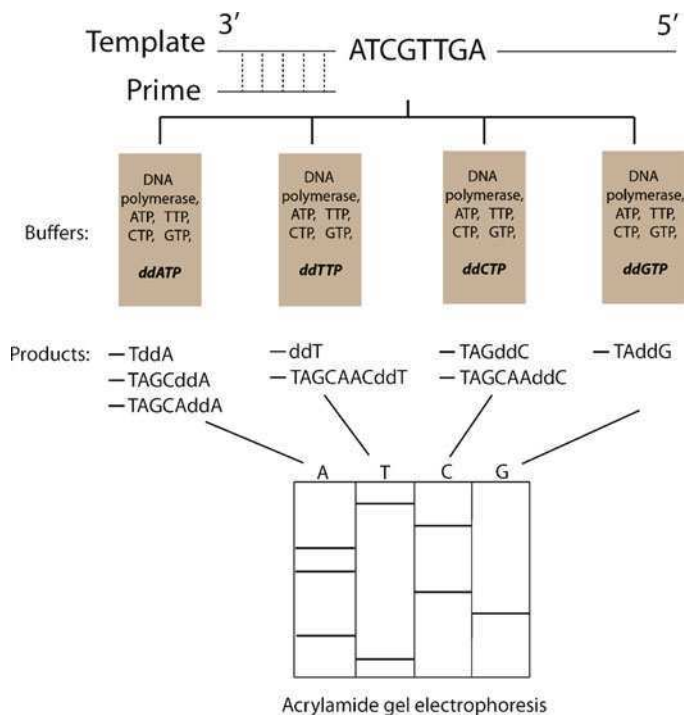 3’ 5’
Template ATCGTTGA
Prime
Buffers:
DNA
polymerase,
ATP, TTP,
CTP, GTP,
ddATP
DNA
polymerase,
ATP, TTP,
CTP, GTP,
ddTTP
DNA
polymerase,
ATP, TTP,
CTP, GTP,
ddCTP
DNA
polymerase,
ATP, TTP,
CTP, GTP,
ddGTP
Products:
TddA
TAGCddA
TAGCAddA
ddT
TAGCAACddT
TAGddC
TAGCAAddC
TAddG
A T C G
Acrylamide gel electrophoresis